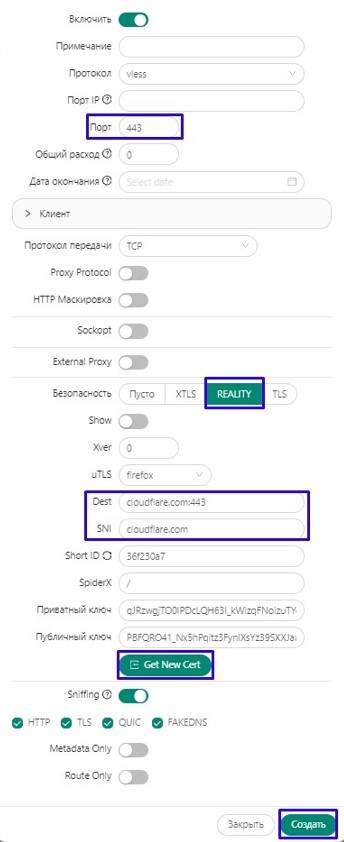 Включить
Примечание
Протокол vless
Порт IP
Порт 443
Общий расход 0
Дата окончания Select date
Клиент
Протокол передачи TCP
Proxy Protocol
HTTP Маскировка
Sockopt
External Proxy
Безопасность Пусто XTLS REALITY TLS
Show
Xver 0
uTLS firefox
Dest cloudflare.com:443
SNI cloudflare.com
Short ID 36f230a7
SpiderX /
Приватный ключ
Публичный ключ
Get New Cert
Sniffing
HTTP TLS QUIC FAKEDNS
Metadata Only
Route Only
Закрыть Создать